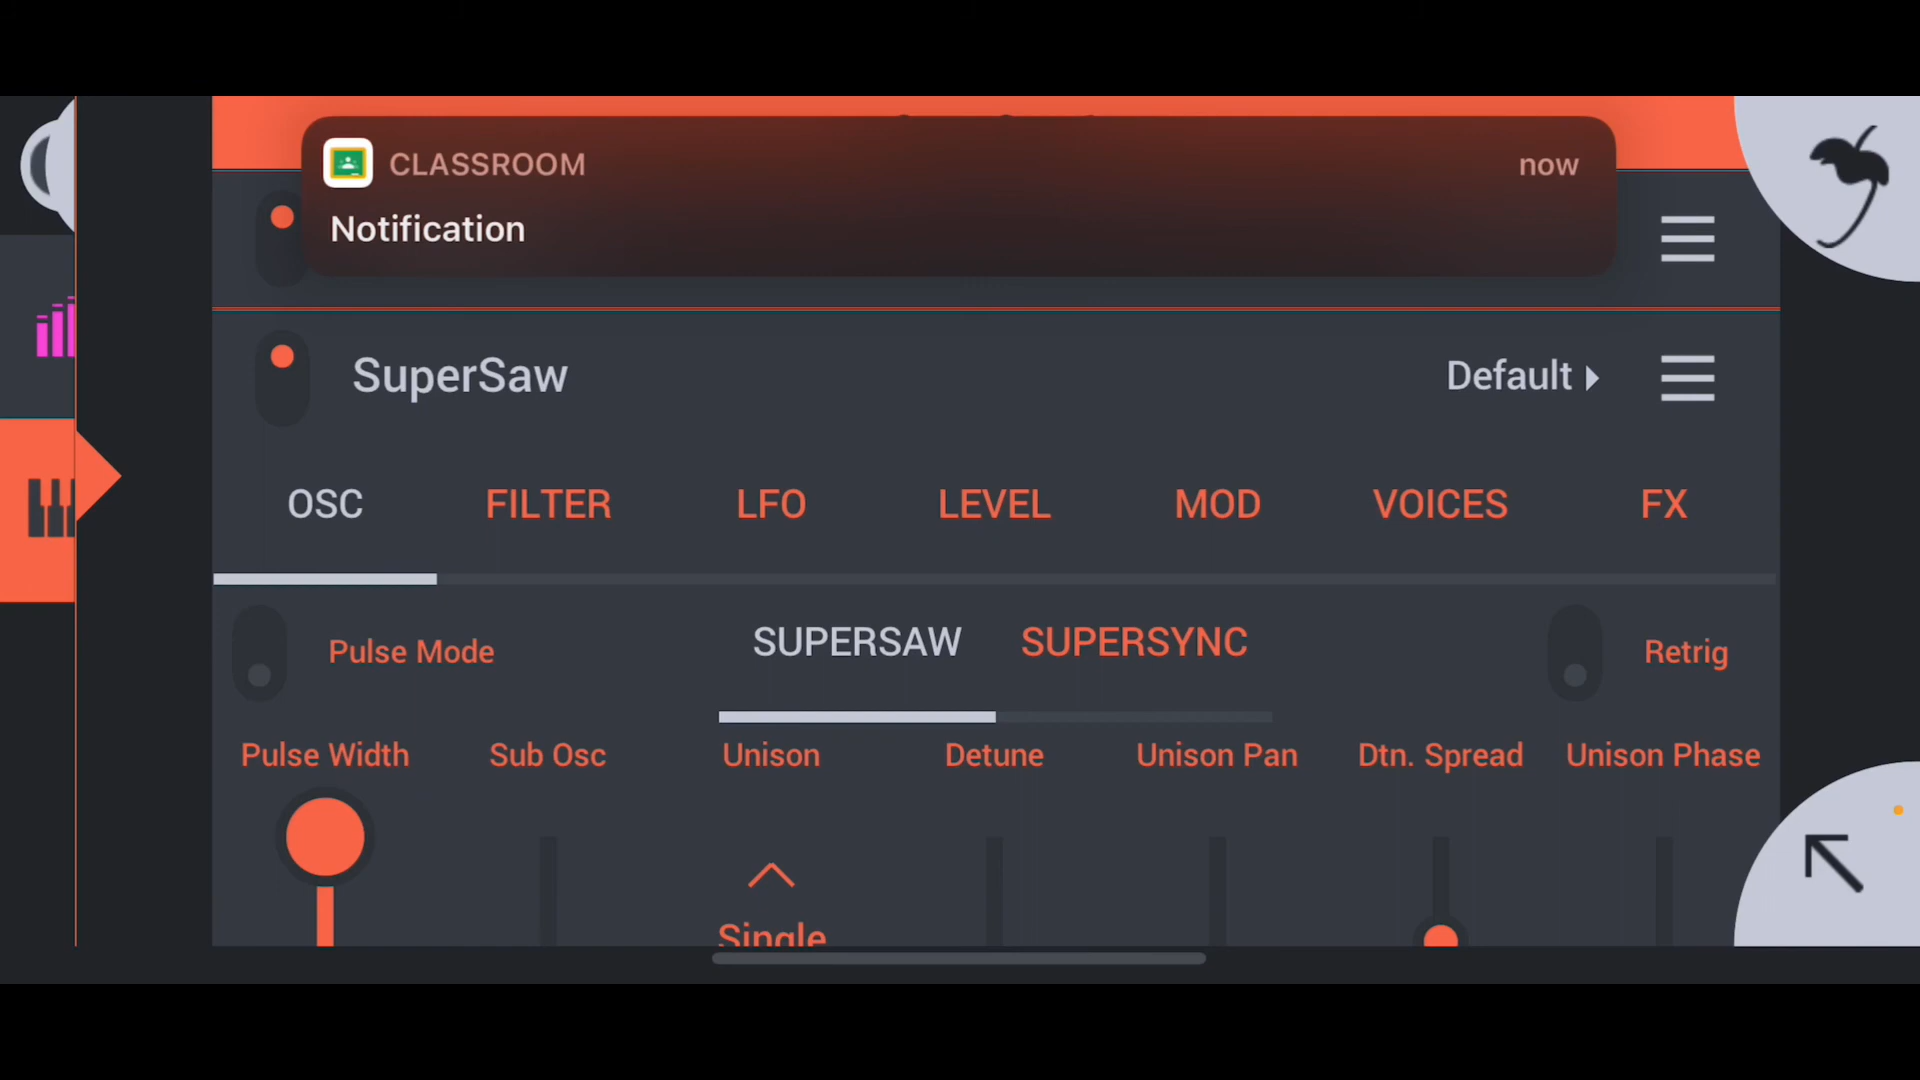 CLASSROOM now
Notification
SuperSaw Default
OSC FILTER LFO LEVEL MOD VOICES FX
Pulse Mode SUPERSAW SUPERSYNC Retrig
Pulse Width Sub Osc Unison Detune Unison Pan Dtn. Spread Unison Phase
Single